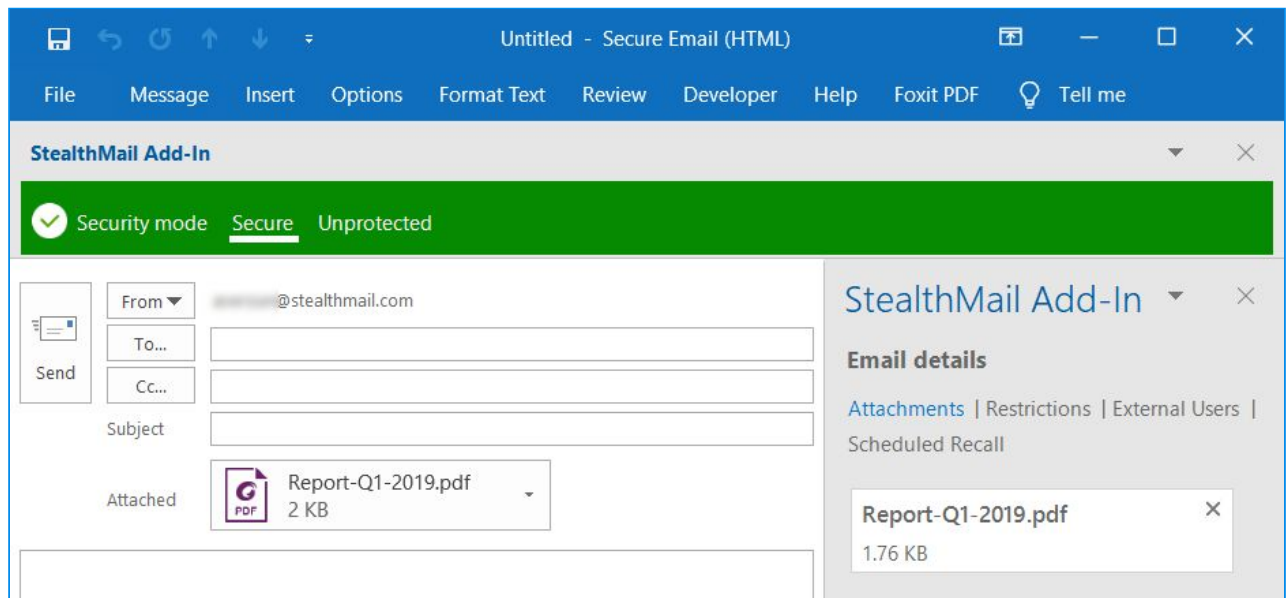 Untitled - Secure Email (HTML)
File Message Insert Options Format Text Review Developer Help Foxit PDF Tell me
StealthMail Add-In
Security mode Secure Unprotected
From
@stealthmail.com
To...
Send
Cc...
Subject
Attached
PDF
Report-Q1-2019.pdf
2 KB
StealthMail Add-In
Email details
Attachments | Restrictions | External Users |
Scheduled Recall
Report-Q1-2019.pdf
1.76 KB